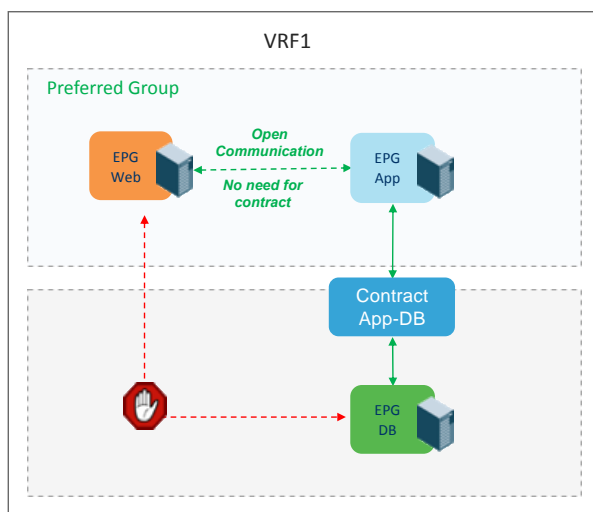 VRF1
Preferred Group
EPG
Web
Open
Communication
No need for
contract
EPG
App
Contract
App-DB
EPG
DB